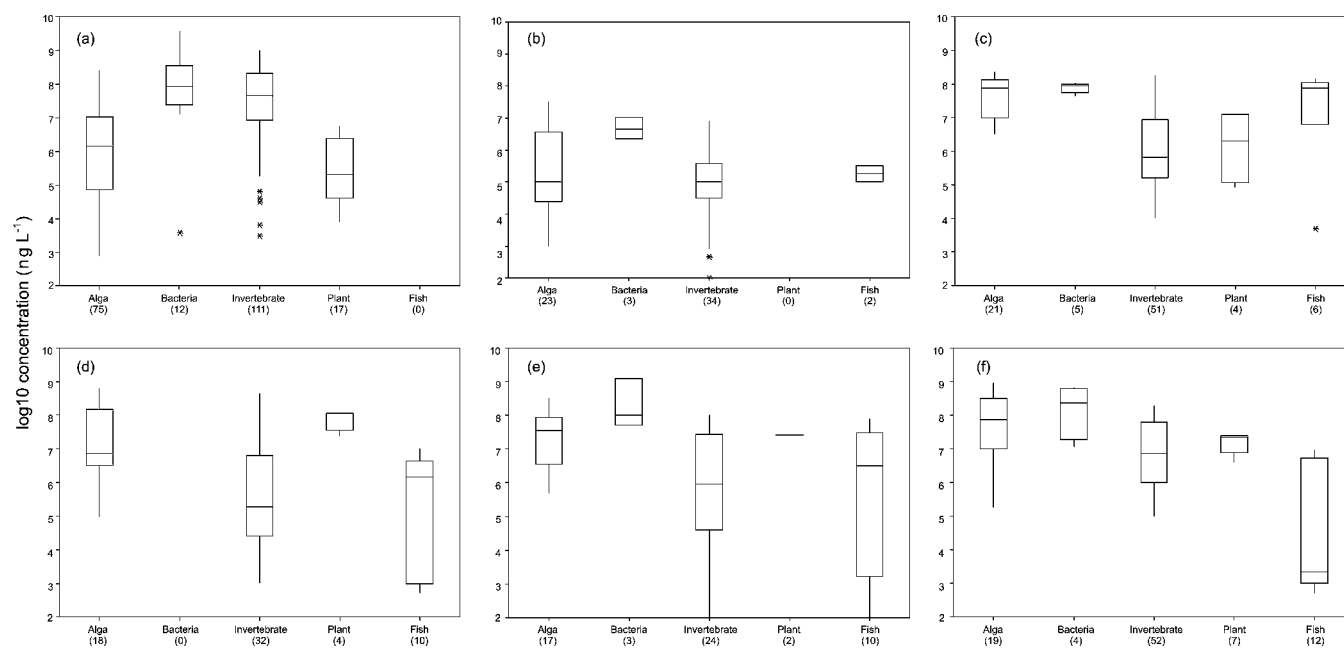 log10 concentration (ng L-1)
(a)
10
9
8
7
6
5
4
3
2
Alga Bacteria Invertebrate Plant Fish
(75) (12) (111) (17) (0)
(b)
10
9
8
7
6
5
4
3
2
Alga Bacteria Invertebrate Plant Fish
(23) (3) (34) (0) (2)
(c)
10
9
8
7
6
5
4
3
2
Alga Bacteria Invertebrate Plant Fish
(21) (5) (51) (4) (6)
(d)
10
9
8
7
6
5
4
3
2
Alga Bacteria Invertebrate Plant Fish
(18) (0) (32) (4) (10)
(e)
10
9
8
7
6
5
4
3
2
Alga Bacteria Invertebrate Plant Fish
(17) (3) (24) (2) (10)
(f)
10
9
8
7
6
5
4
3
2
Alga Bacteria Invertebrate Plant Fish
(19) (4) (52) (7) (12)